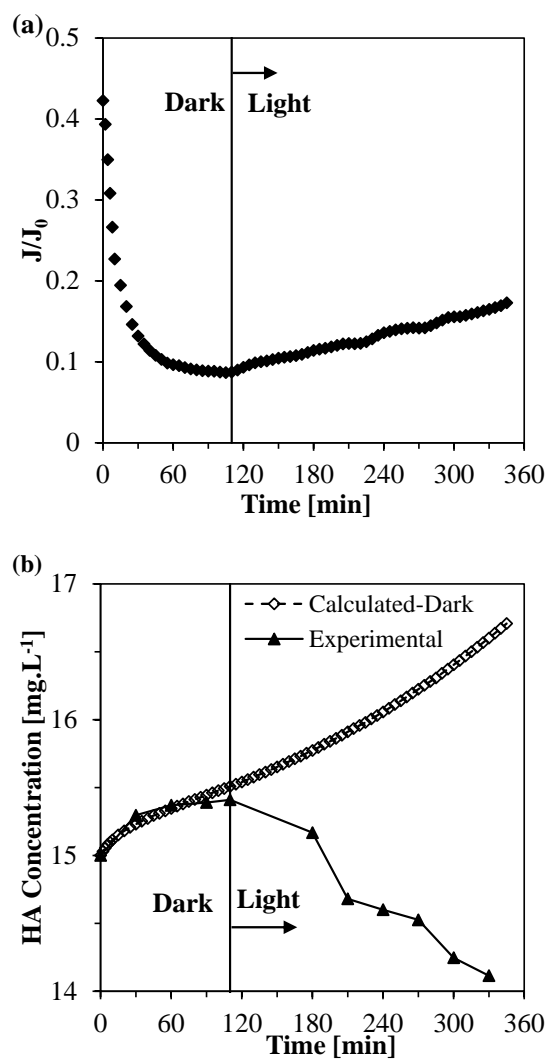 (a)
0.5
0.4
0.3
0.2
0.1
0
J/J₀
Dark Light
0 60 120 180 240 300 360
Time [min]
(b)
17
16
15
14
HA Concentration [mg.L⁻¹]
Calculated-Dark
Experimental
Dark Light
0 60 120 180 240 300 360
Time [min]